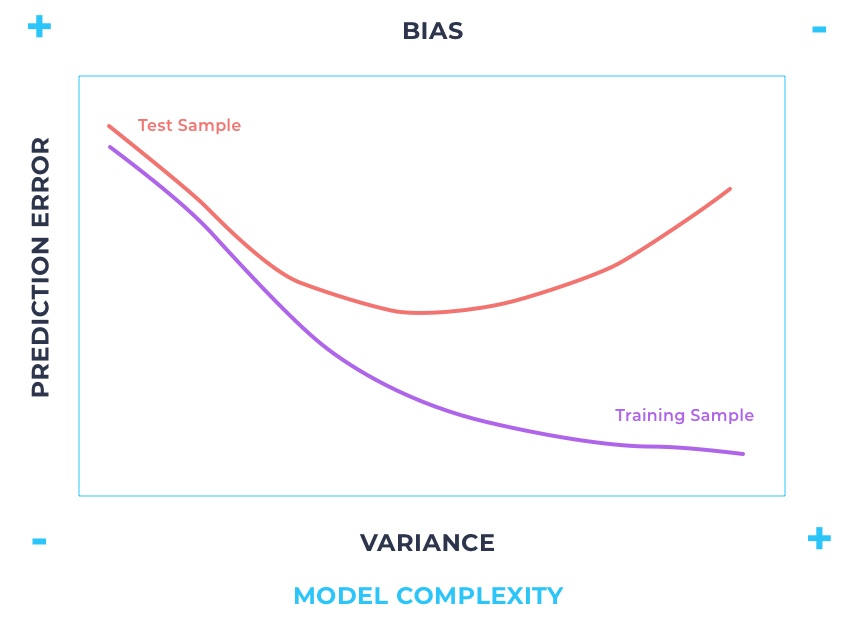 + BIAS -
Test Sample
PREDICTION ERROR
Training Sample
- VARIANCE +
MODEL COMPLEXITY